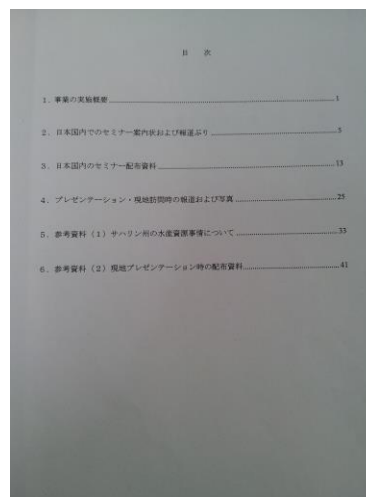 目　次
1. 事業の実施概要……1
2. 日本国内でのセミナー案内状および報道ぶり……5
3. 日本国内のセミナー配布資料……13
4. プレゼンテーション・現地訪問時の報道および写真……25
5. 参考資料（1）サハリン州の水産資源事情について……33
6. 参考資料（2）現地プレゼンテーション時の配布資料……41